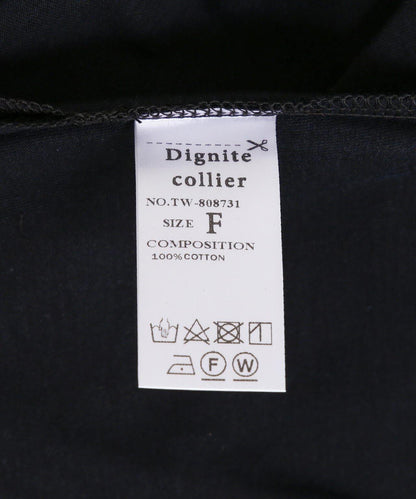 Dignite
collier
NO.TW-808731
SIZE F
COMPOSITION
100%COTTON
F W